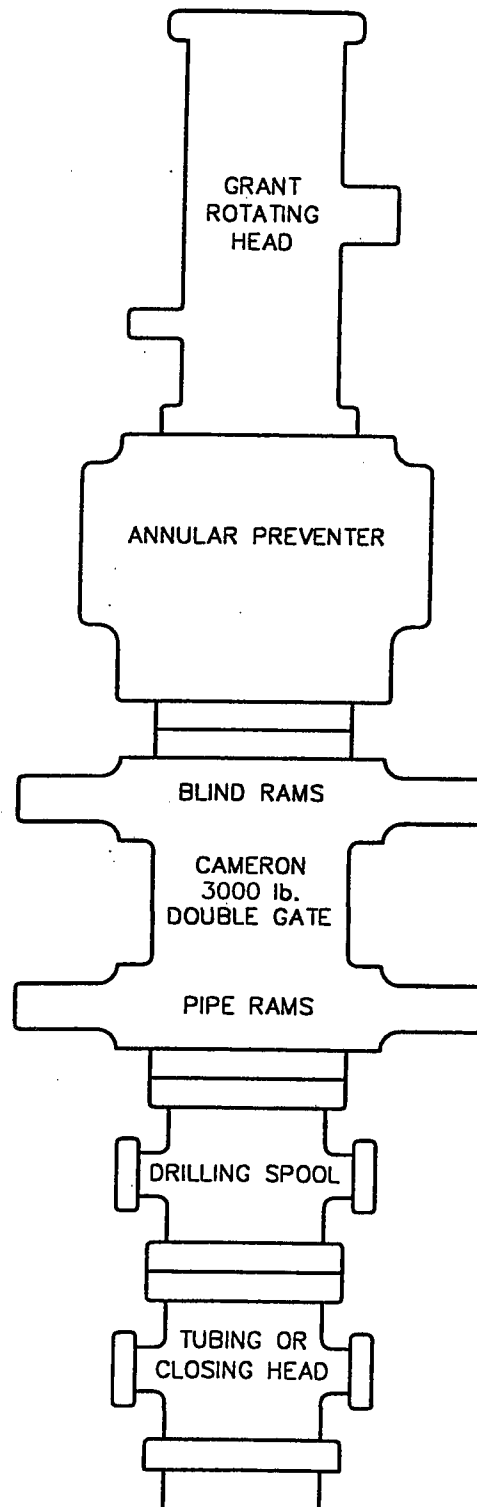 GRANT
ROTATING
HEAD
ANNULAR PREVENTER
BLIND RAMS
CAMERON
3000 lb.
DOUBLE GATE
PIPE RAMS
DRILLING SPOOL
TUBING OR
CLOSING HEAD